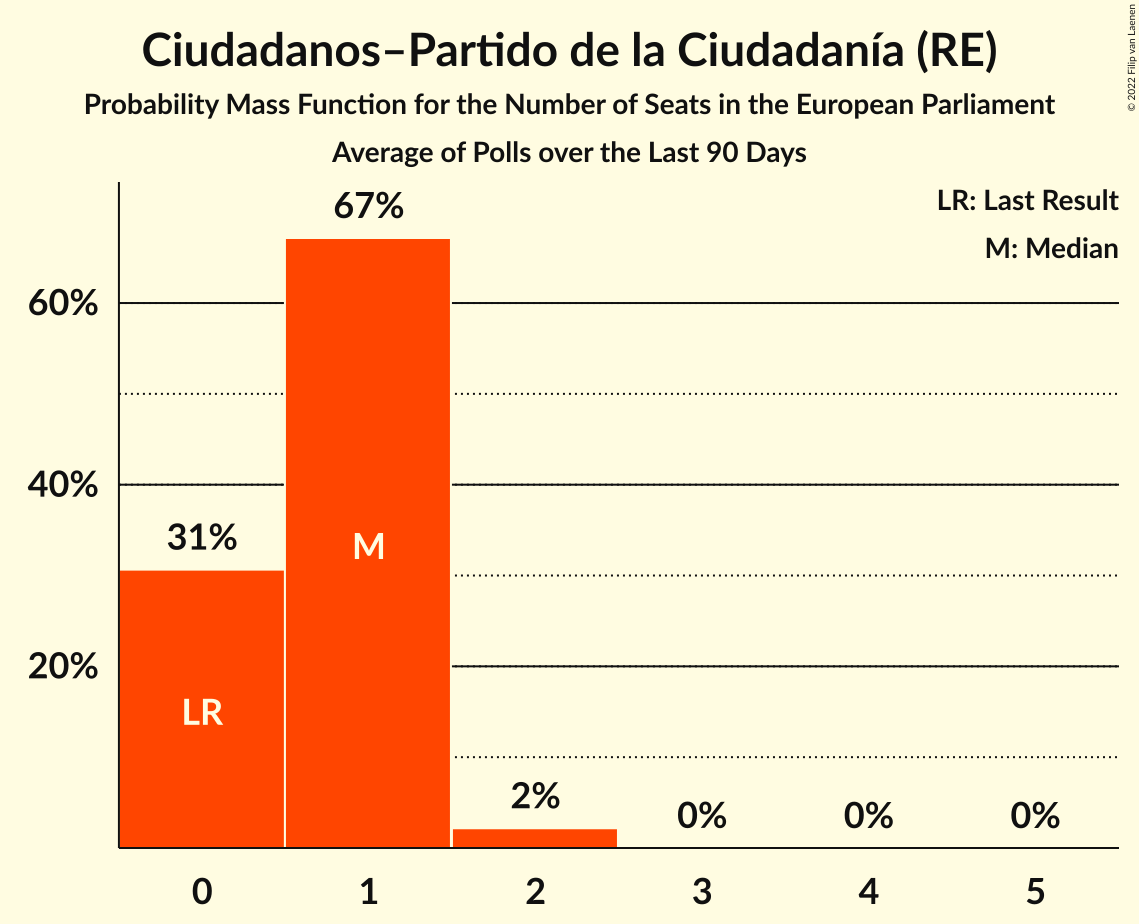 Ciudadanos–Partido de la Ciudadanía (RE)
Probability Mass Function for the Number of Seats in the European Parliament
Average of Polls over the Last 90 Days
© 2022 Filip van Laenen
LR: Last Result
M: Median
67%
60%
40%
31%
M
20%
LR
2%
0%
0%
0%
0
1
2
3
4
5